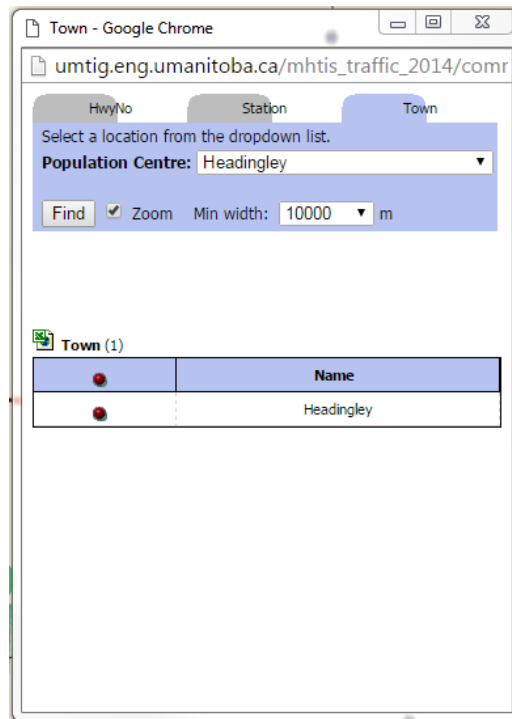 Town - Google Chrome
umtig.eng.umanitoba.ca/mhtis_traffic_2014/comr
HwyNo Station Town
Select a location from the dropdown list.
Population Centre: Headingley
Find Zoom Min width: 10000 m
Town (1)
Name
Headingley